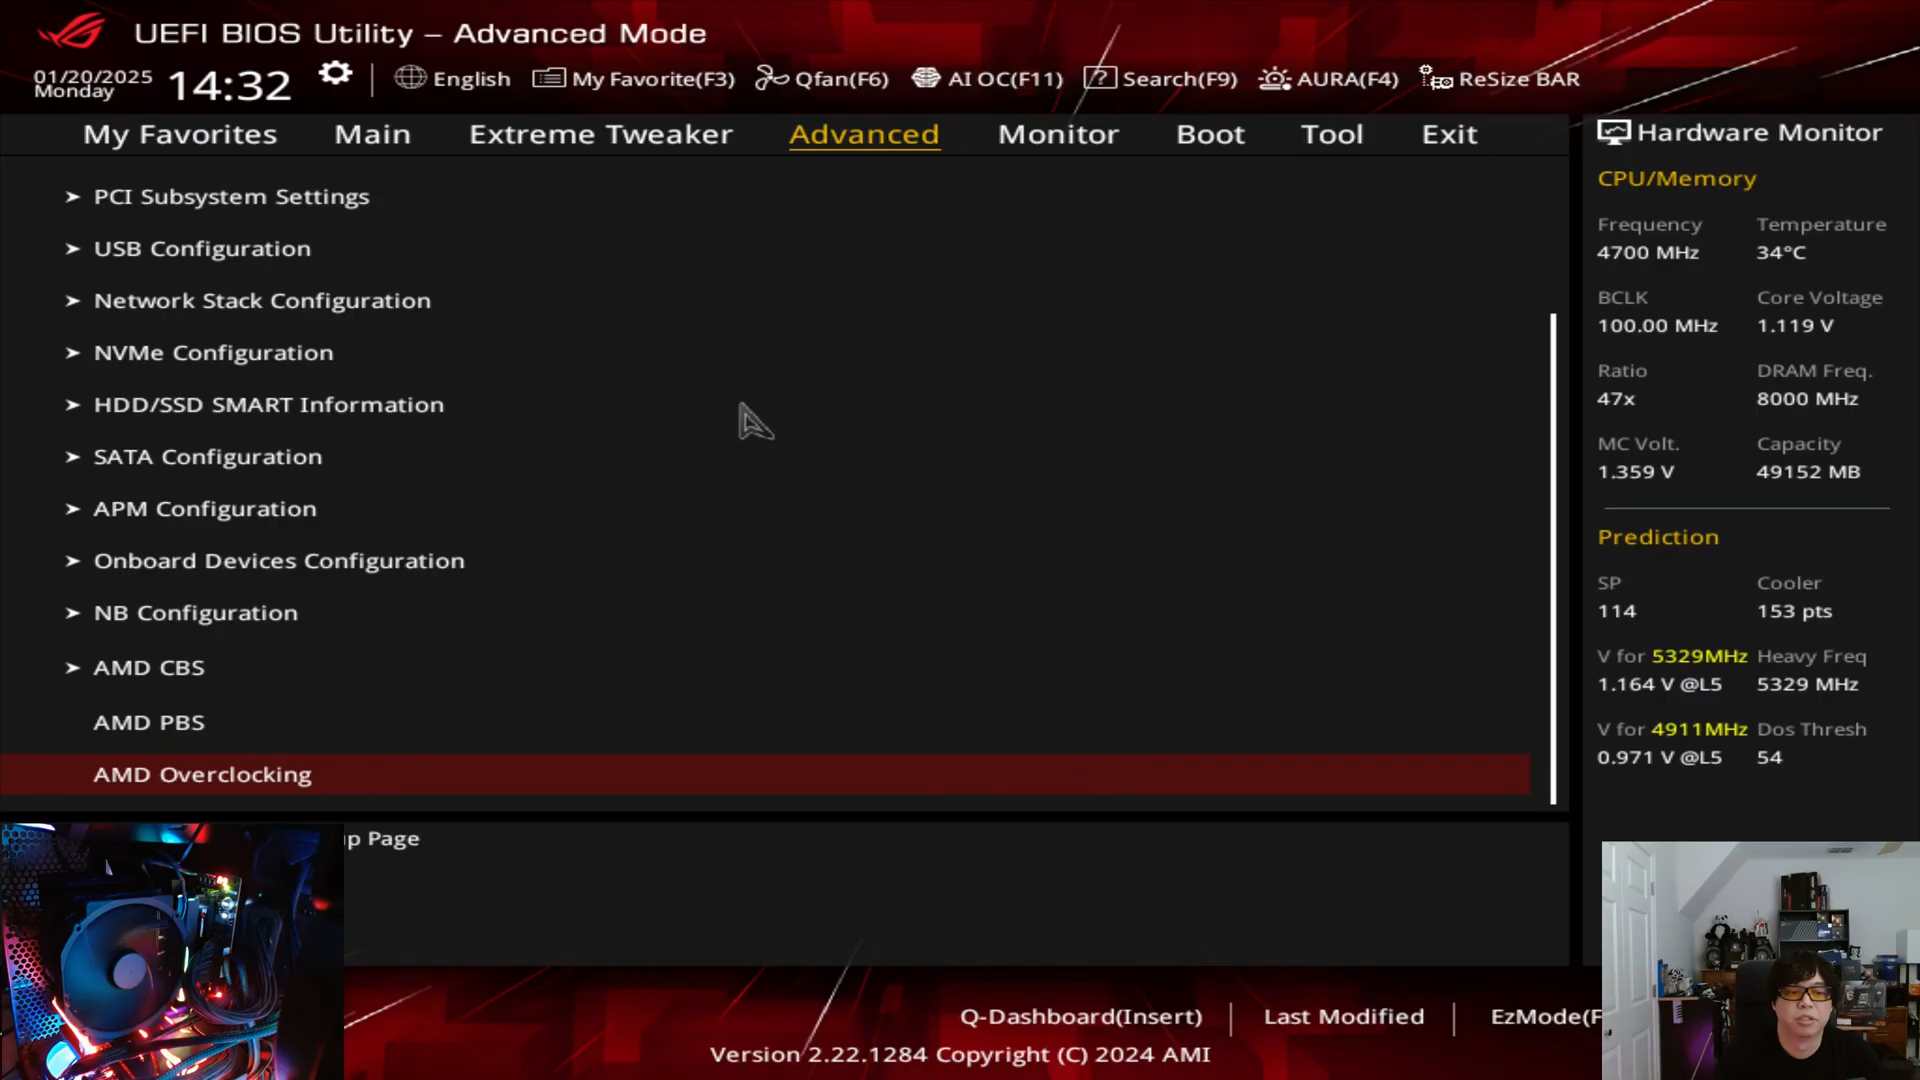 UEFI BIOS Utility – Advanced Mode
01/20/2025
Monday
14:32
English
My Favorite(F3)
Qfan(F6)
AI OC(F11)
Search(F9)
AURA(F4)
ReSize BAR
My Favorites
Main
Extreme Tweaker
Advanced
Monitor
Boot
Tool
Exit
PCI Subsystem Settings
USB Configuration
Network Stack Configuration
NVMe Configuration
HDD/SSD SMART Information
SATA Configuration
APM Configuration
Onboard Devices Configuration
NB Configuration
AMD CBS
AMD PBS
AMD Overclocking
up Page
Hardware Monitor
CPU/Memory
Frequency Temperature
4700 MHz 34°C
BCLK Core Voltage
100.00 MHz 1.119 V
Ratio DRAM Freq.
47x 8000 MHz
MC Volt. Capacity
1.359 V 49152 MB
Prediction
SP Cooler
114 153 pts
V for 5329MHz Heavy Freq
1.164 V @L5 5329 MHz
V for 4911MHz Dos Thresh
0.971 V @L5 54
Q-Dashboard(Insert)
Last Modified
EzMode(F
Version 2.22.1284 Copyright (C) 2024 AMI